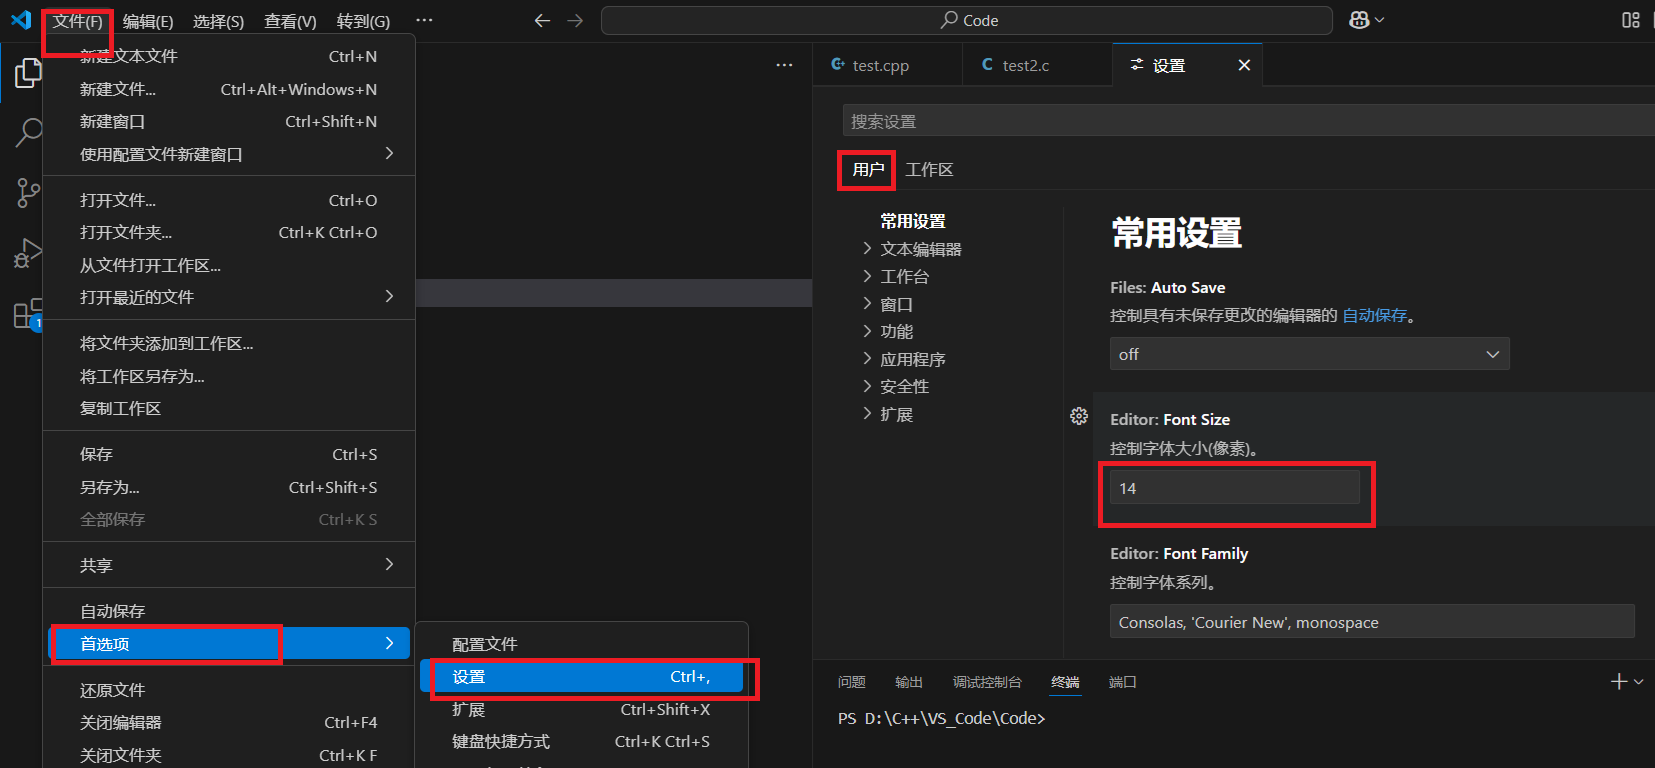 文件(F) 编辑(E) 选择(S) 查看(V) 转到(G) ···
Code
新建文本文件 Ctrl+N
新建文件... Ctrl+Alt+Windows+N
新建窗口 Ctrl+Shift+N
使用配置文件新建窗口
打开文件... Ctrl+O
打开文件夹... Ctrl+K Ctrl+O
从文件打开工作区...
打开最近的文件
将文件夹添加到工作区...
将工作区另存为...
复制工作区
保存 Ctrl+S
另存为... Ctrl+Shift+S
全部保存 Ctrl+K S
共享
自动保存
首选项
还原文件
关闭编辑器 Ctrl+F4
关闭文件夹 Ctrl+K F
1
配置文件
设置 Ctrl+,
扩展 Ctrl+Shift+X
键盘快捷方式 Ctrl+K Ctrl+S
···
test.cpp
test2.c
设置
搜索设置
用户 工作区
常用设置
文本编辑器
工作台
窗口
功能
应用程序
安全性
扩展
常用设置
Files: Auto Save
控制具有未保存更改的编辑器的 自动保存。
off
Editor: Font Size
控制字体大小(像素)。
14
Editor: Font Family
控制字体系列。
Consolas, 'Courier New', monospace
问题 输出 调试控制台 终端 端口
PS D:\C++\VS_Code\Code>